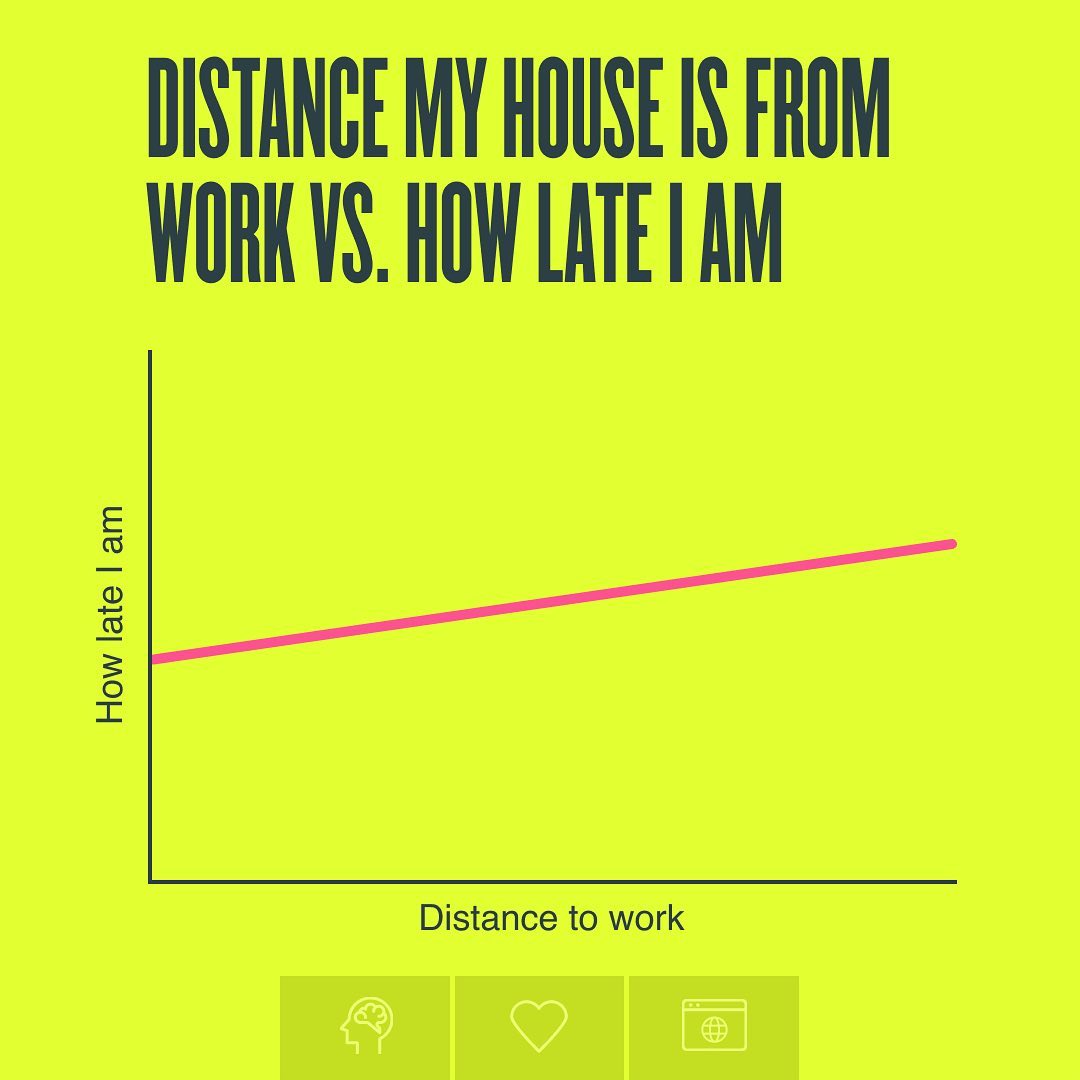 DISTANCE MY HOUSE IS FROM
WORK VS. HOW LATE I AM
How late I am
Distance to work